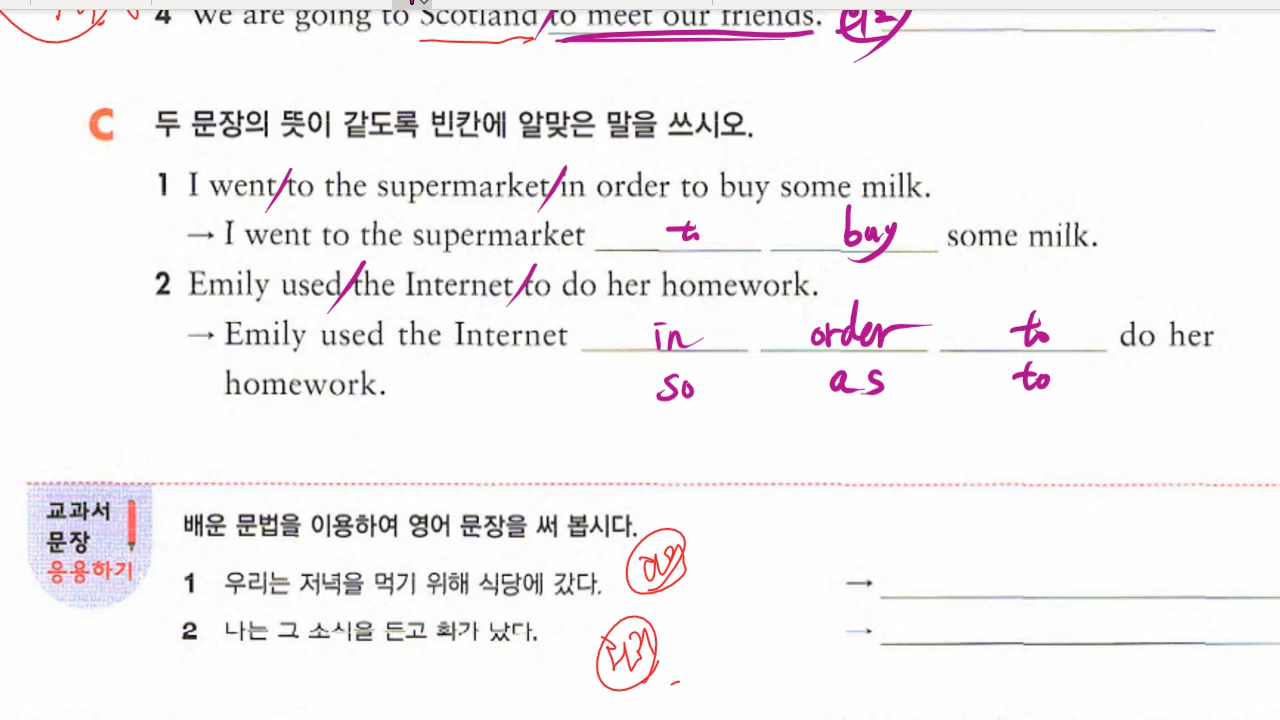 4 We are going to Scotland/to meet our friends.
C 두 문장의 뜻이 같도록 빈칸에 알맞은 말을 쓰시오.
1 I went/to the supermarket/in order to buy some milk.
→ I went to the supermarket to buy some milk.
2 Emily used/the Internet/to do her homework.
→ Emily used the Internet in order to do her
homework. so as to
교과서
문장
응용하기
배운 문법을 이용하여 영어 문장을 써 봅시다.
1 우리는 저녁을 먹기 위해 식당에 갔다. →
2 나는 그 소식을 듣고 화가 났다. →